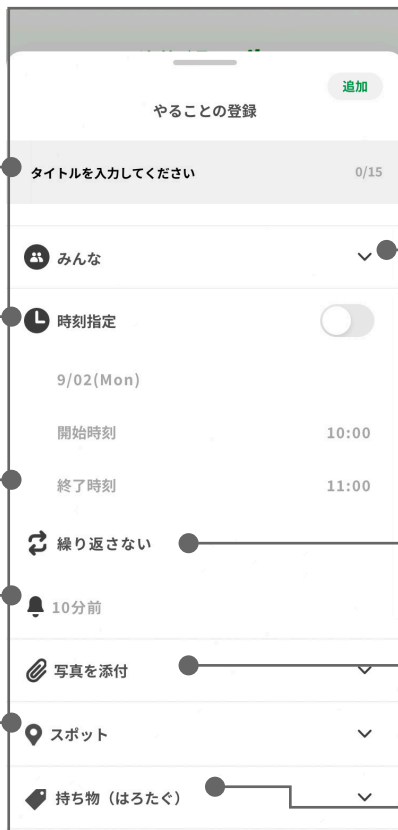 追加
やることの登録
タイトルを入力してください 0/15
みんな
時刻指定
9/02(Mon)
開始時刻 10:00
終了時刻 11:00
繰り返さない
10分前
写真を添付
スポット
持ち物（はろたぐ）